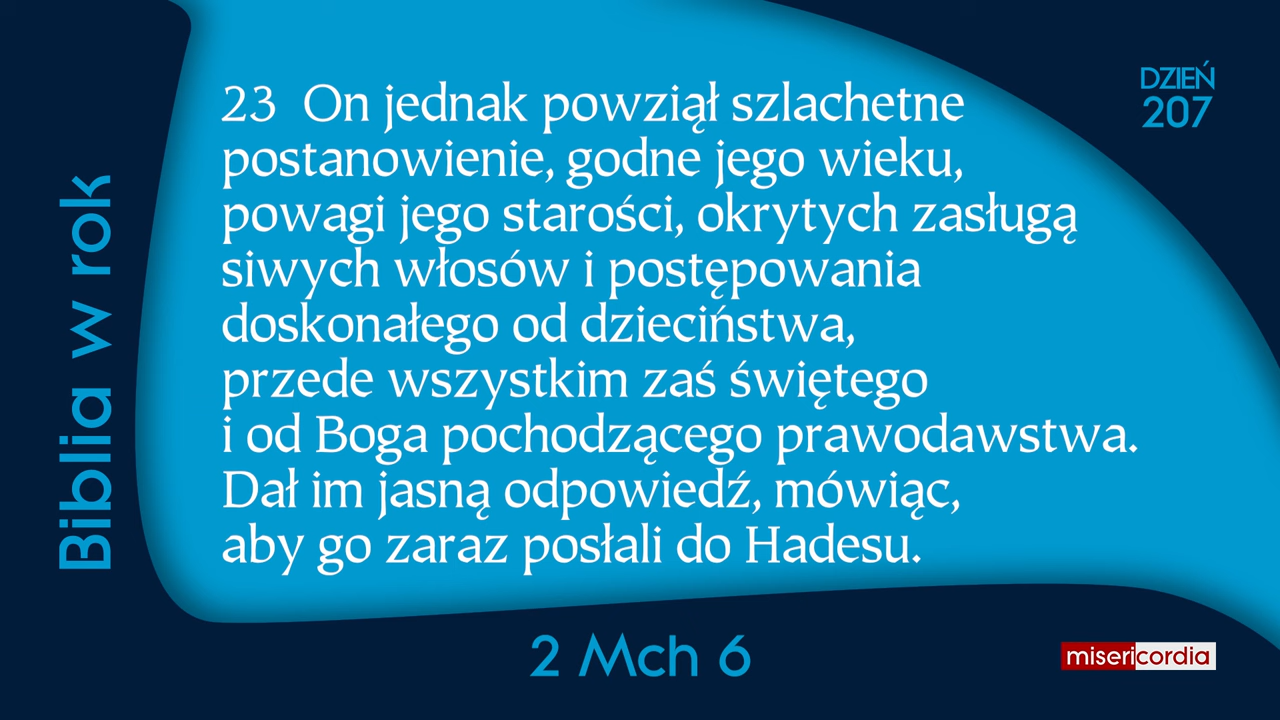 DZIEŃ
207
23 On jednak powziął szlachetne
postanowienie, godne jego wieku,
powagi jego starości, okrytych zasługą
siwych włosów i postępowania
doskonałego od dzieciństwa,
przede wszystkim zaś świętego
i od Boga pochodzącego prawodawstwa.
Dał im jasną odpowiedź, mówiąc,
aby go zaraz posłali do Hadesu.
Biblia w rok
2 Mch 6
misericordia